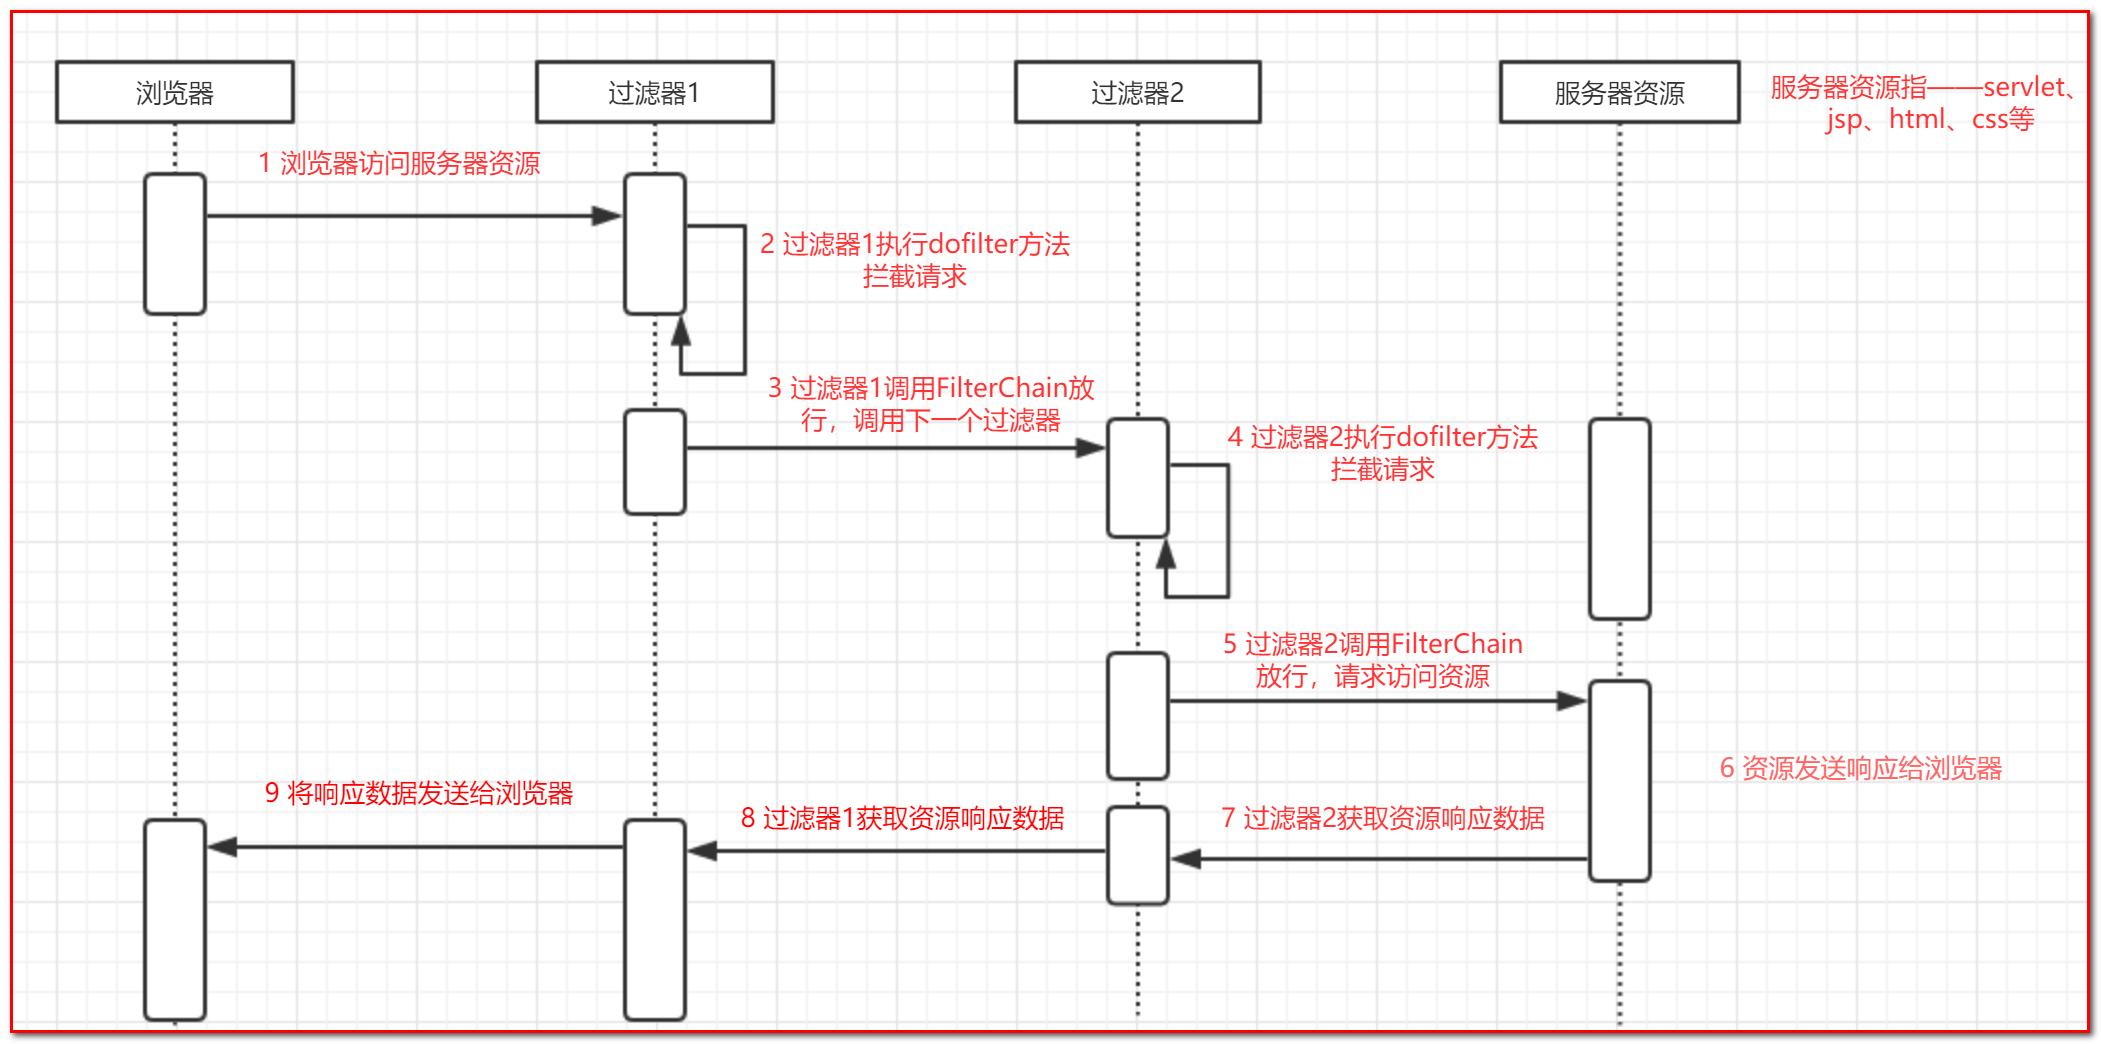 浏览器
过滤器1
过滤器2
服务器资源
服务器资源指——servlet、
jsp、html、css等
1 浏览器访问服务器资源
2 过滤器1执行dofilter方法
拦截请求
3 过滤器1调用FilterChain放
行，调用下一个过滤器
4 过滤器2执行dofilter方法
拦截请求
5 过滤器2调用FilterChain
放行，请求访问资源
6 资源发送响应给浏览器
7 过滤器2获取资源响应数据
8 过滤器1获取资源响应数据
9 将响应数据发送给浏览器